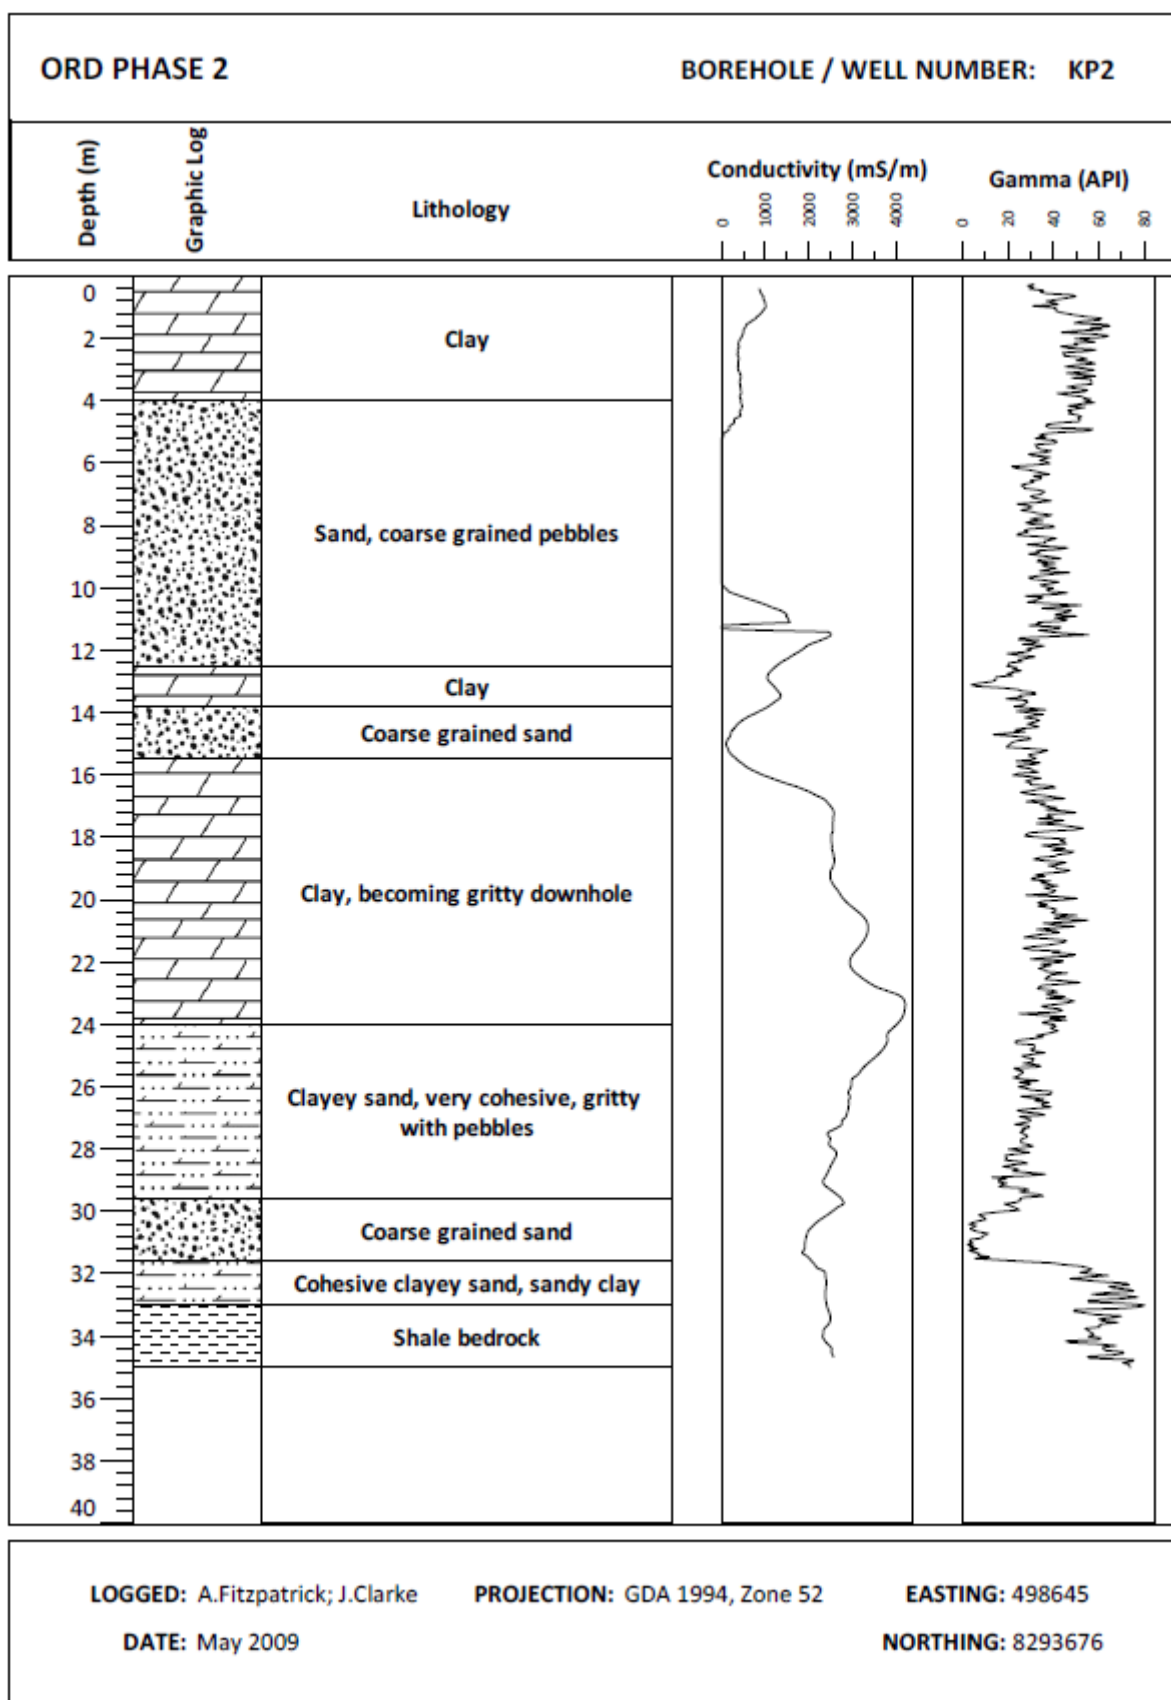 ORD PHASE 2
BOREHOLE / WELL NUMBER: KP2
Depth (m)
Graphic Log
Lithology
Conductivity (mS/m)
0 1000 2000 3000 4000
Gamma (API)
0 20 40 60 80
0
2
Clay
4
6
8
Sand, coarse grained pebbles
10
12
Clay
14
Coarse grained sand
16
18
20
Clay, becoming gritty downhole
22
24
26
Clayey sand, very cohesive, gritty
with pebbles
28
30
Coarse grained sand
32
Cohesive clayey sand, sandy clay
34
Shale bedrock
36
38
40
LOGGED: A.Fitzpatrick; J.Clarke
PROJECTION: GDA 1994, Zone 52
EASTING: 498645
DATE: May 2009
NORTHING: 8293676